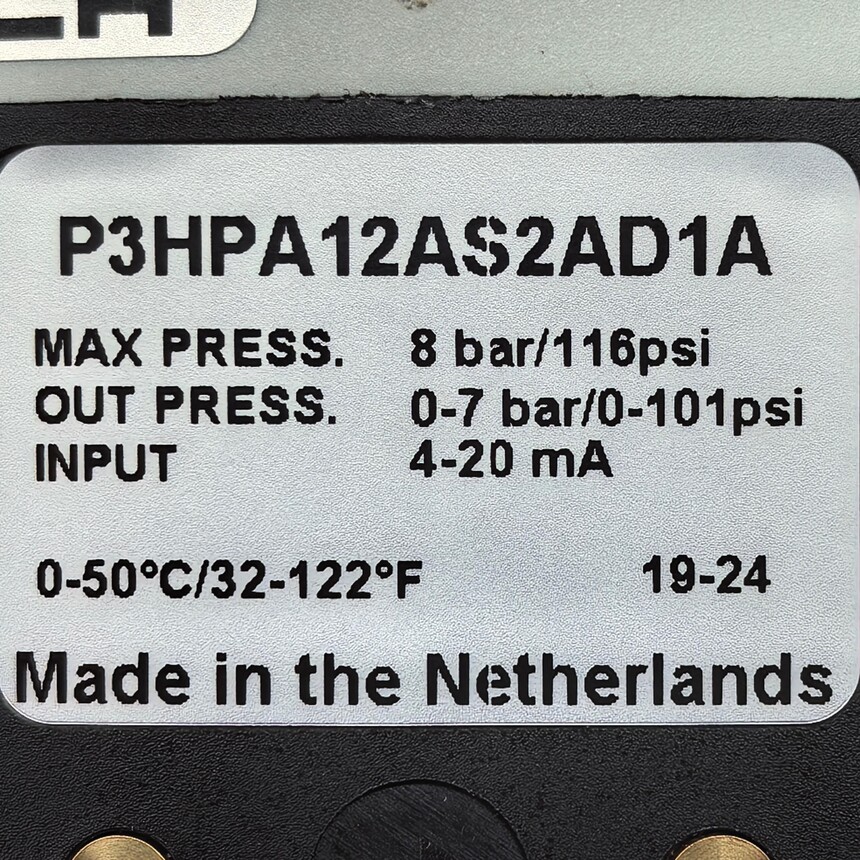 P3HPA12AS2AD1A
MAX PRESS. 8 bar/116psi
OUT PRESS. 0-7 bar/0-101psi
INPUT 4-20 mA
0-50°C/32-122°F 19-24
Made in the Netherlands